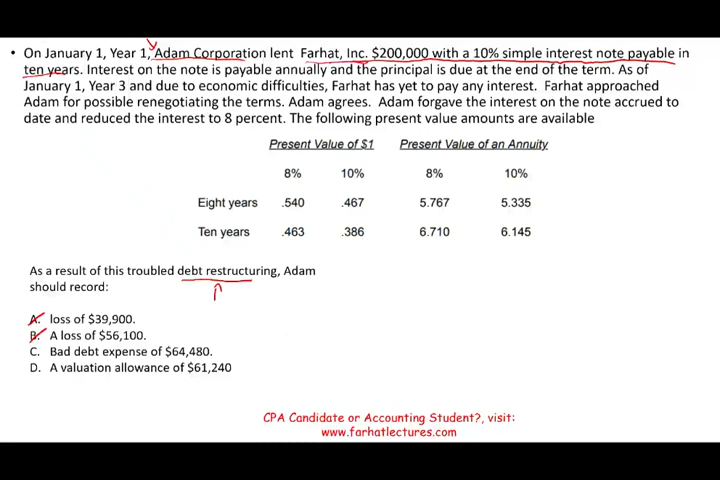 • On January 1, Year 1, Adam Corporation lent Farhat, Inc. $200,000 with a 10% simple interest note payable in
ten years. Interest on the note is payable annually and the principal is due at the end of the term. As of
January 1, Year 3 and due to economic difficulties, Farhat has yet to pay any interest. Farhat approached
Adam for possible renegotiating the terms. Adam agrees. Adam forgave the interest on the note accrued to
date and reduced the interest to 8 percent. The following present value amounts are available
Present Value of $1 Present Value of an Annuity
8% 10% 8% 10%
Eight years .540 .467 5.767 5.335
Ten years .463 .386 6.710 6.145
As a result of this troubled debt restructuring, Adam
should record:
A. loss of $39,900.
B. A loss of $56,100.
C. Bad debt expense of $64,480.
D. A valuation allowance of $61,240
CPA Candidate or Accounting Student?, visit:
www.farhatlectures.com